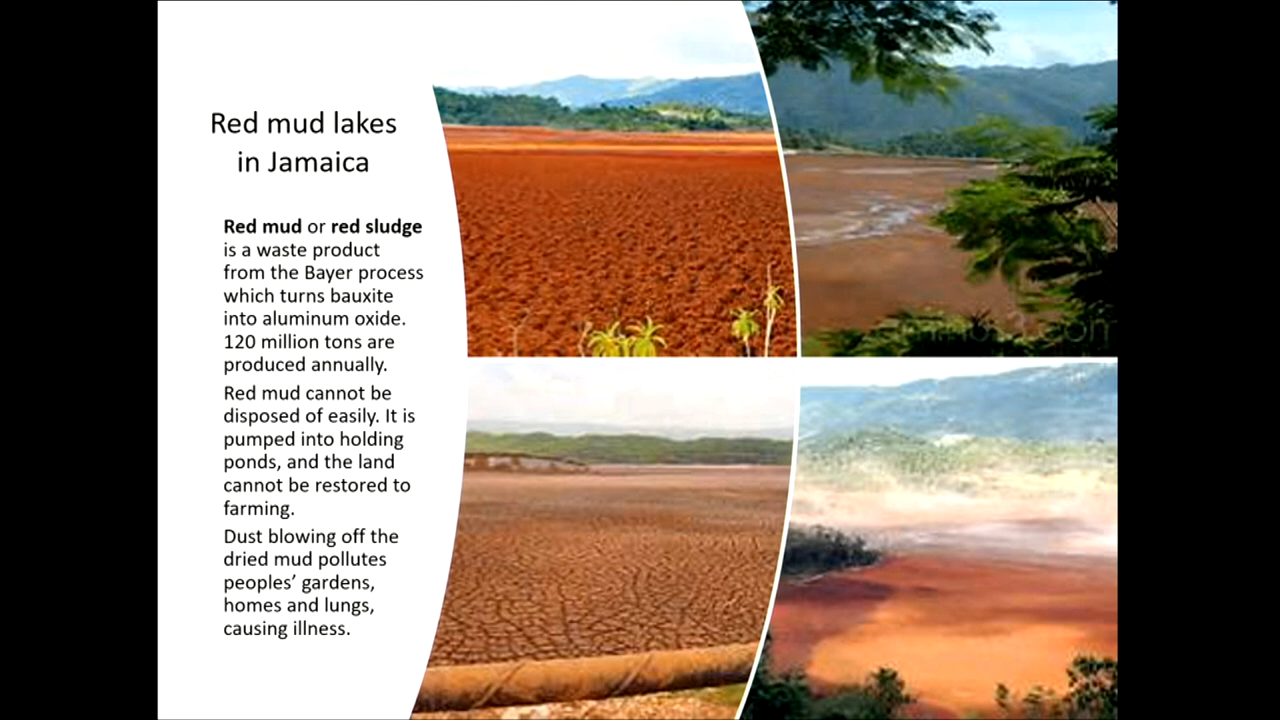 Red mud lakes
in Jamaica
Red mud or red sludge
is a waste product
from the Bayer process
which turns bauxite
into aluminum oxide.
120 million tons are
produced annually.
Red mud cannot be
disposed of easily. It is
pumped into holding
ponds, and the land
cannot be restored to
farming.
Dust blowing off the
dried mud pollutes
peoples’ gardens,
homes and lungs,
causing illness.